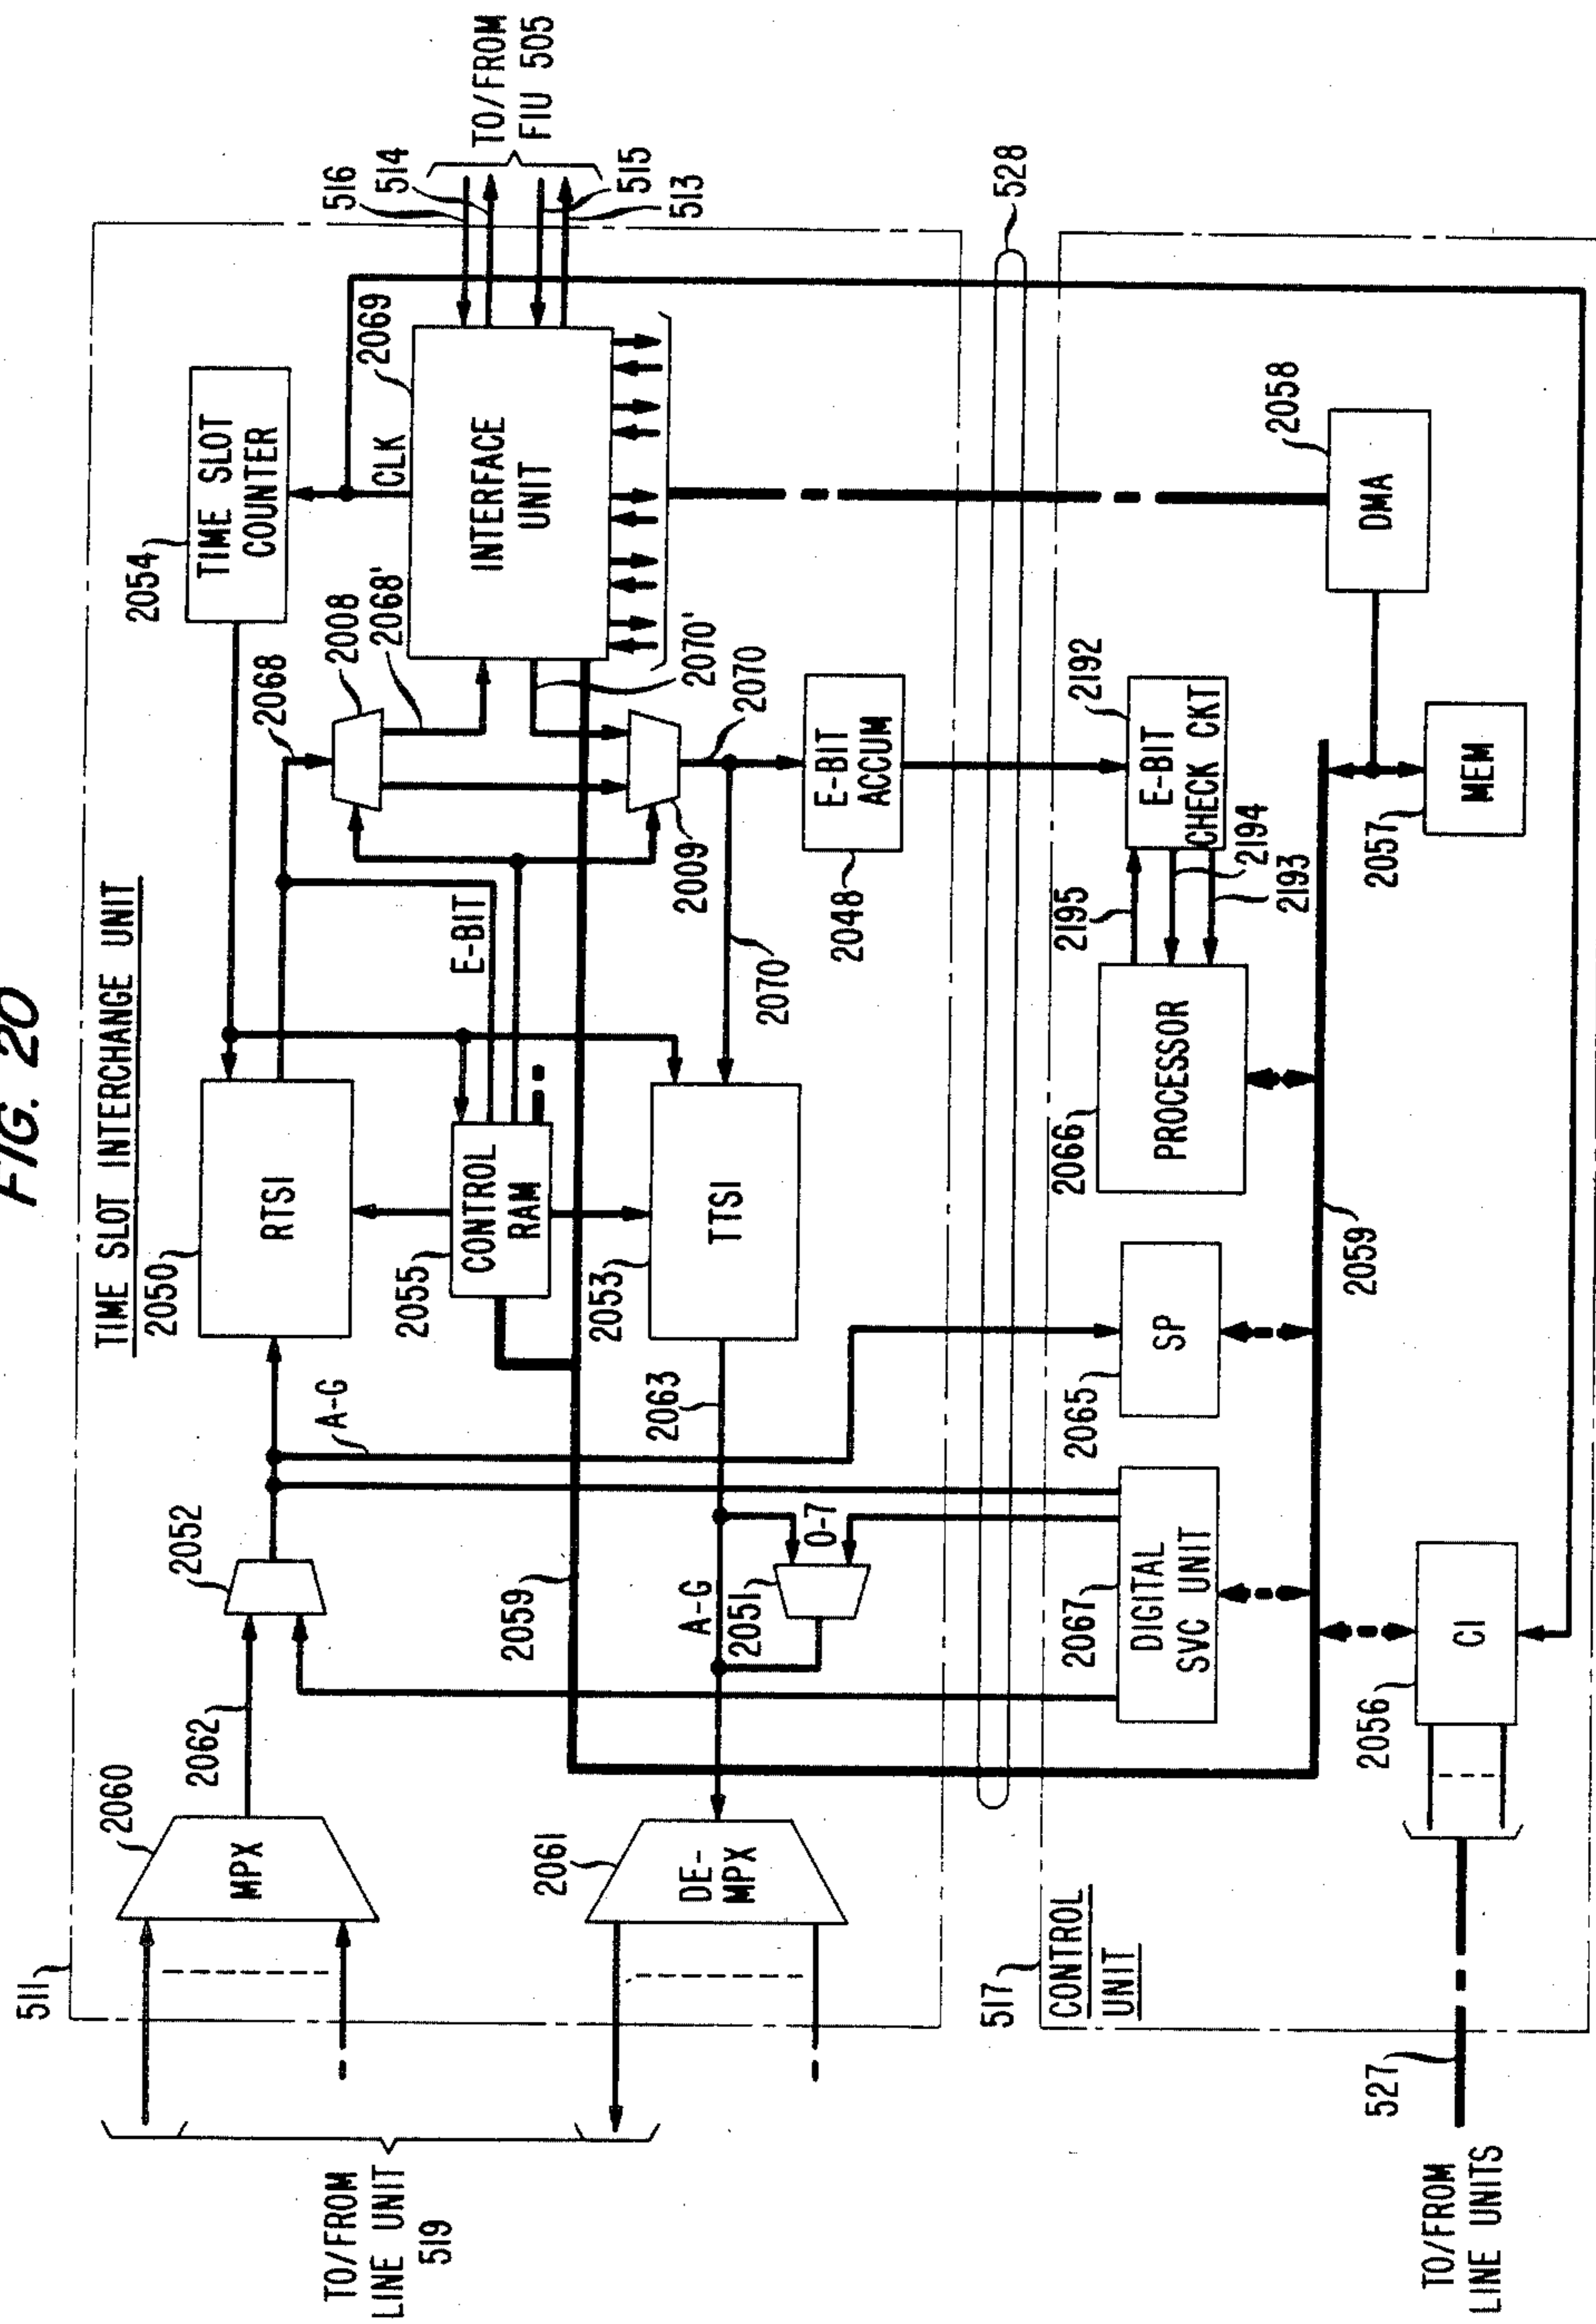 FIG. 20
TIME SLOT INTERCHANGE UNIT
511
2060
MPX
2062
2052
A-G
2050
RTSI
2054
TIME SLOT
COUNTER
2068
2008
2068'
CLK
2069
INTERFACE
UNIT
516
514
TO/FROM
FIU 505
515
513
E-BIT
2055
CONTROL
RAM
2070'
2009
2070
2053
TTSI
2070
2048
E-BIT
ACCUM
2063
2059
A-G
2051
0-7
2061
DE-
MPX
TO/FROM
LINE UNIT
519
528
517
CONTROL
UNIT
2067
DIGITAL
SVC UNIT
2065
SP
2066
PROCESSOR
2195
2194
2193
2192
E-BIT
CHECK CKT
2058
DMA
2057
MEM
2059
2056
CI
527
TO/FROM
LINE UNITS